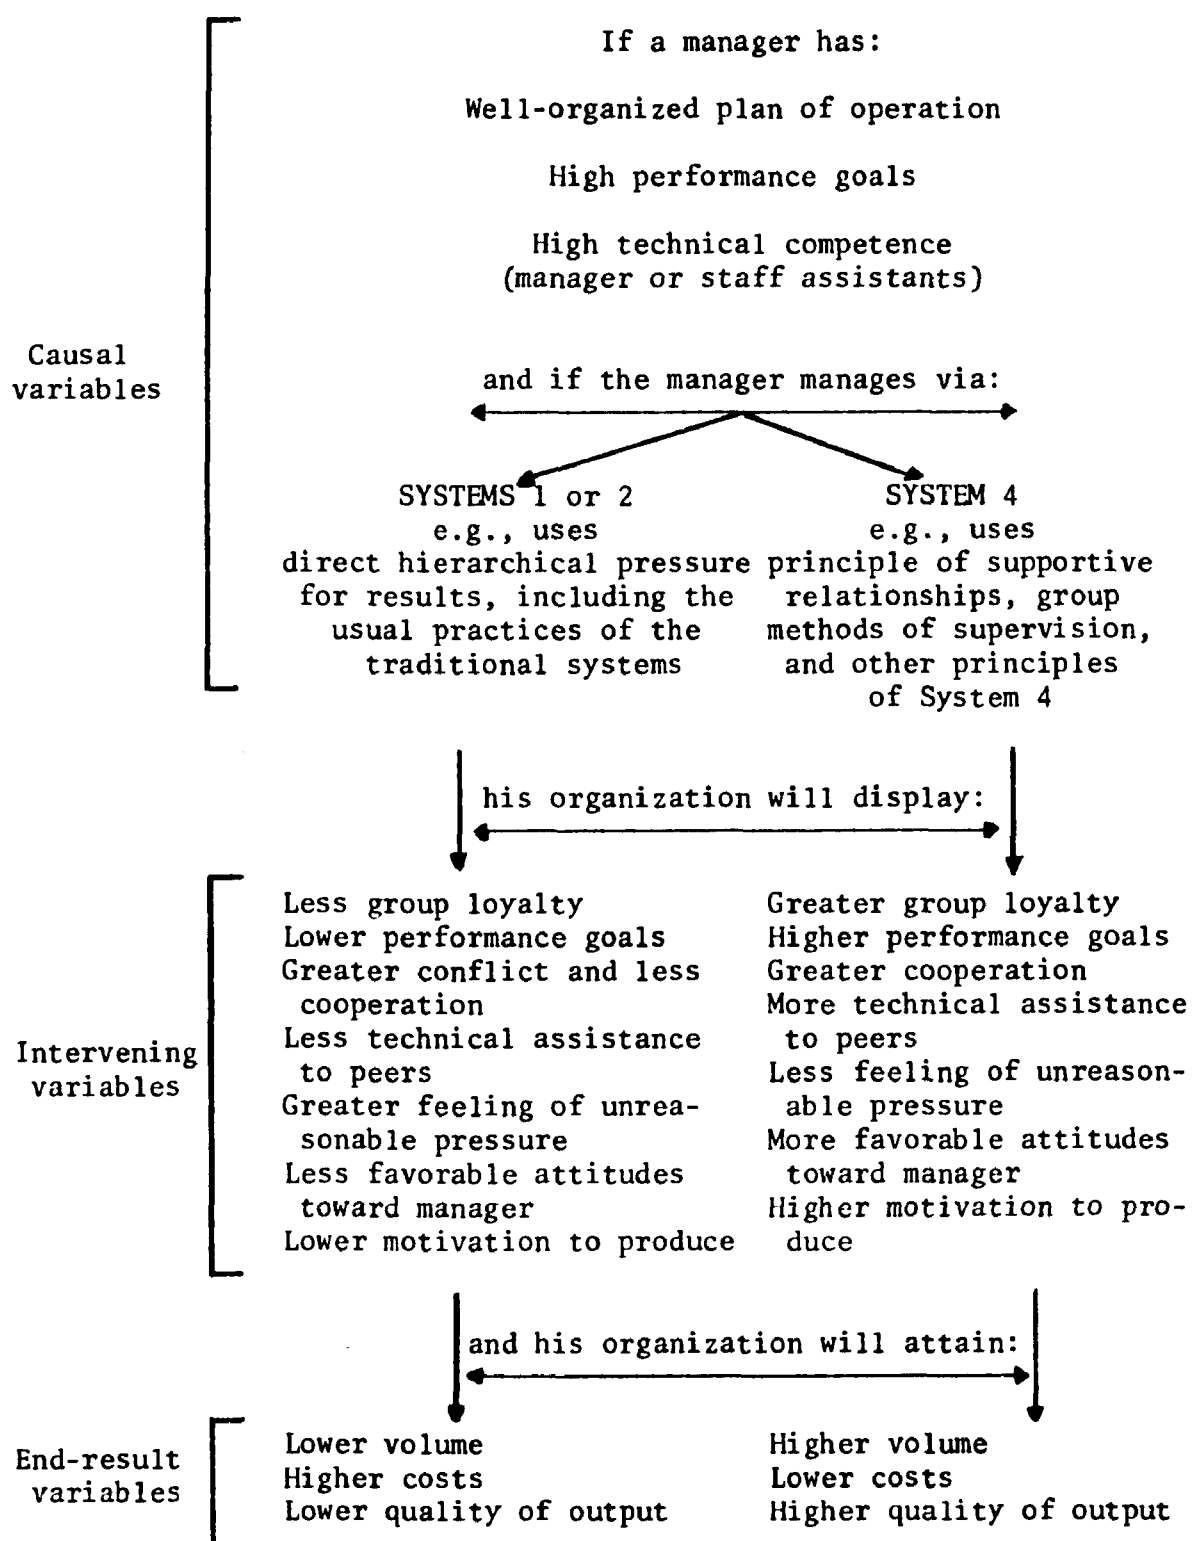 If a manager has:
Well-organized plan of operation
High performance goals
High technical competence
(manager or staff assistants)
Causal
variables
and if the manager manages via:
SYSTEMS 1 or 2
e.g., uses
direct hierarchical pressure
for results, including the
usual practices of the
traditional systems
SYSTEM 4
e.g., uses
principle of supportive
relationships, group
methods of supervision,
and other principles
of System 4
his organization will display:
Intervening
variables
Less group loyalty
Lower performance goals
Greater conflict and less
cooperation
Less technical assistance
to peers
Greater feeling of unrea-
sonable pressure
Less favorable attitudes
toward manager
Lower motivation to produce
Greater group loyalty
Higher performance goals
Greater cooperation
More technical assistance
to peers
Less feeling of unreason-
able pressure
More favorable attitudes
toward manager
Higher motivation to pro-
duce
and his organization will attain:
End-result
variables
Lower volume
Higher costs
Lower quality of output
Higher volume
Lower costs
Higher quality of output